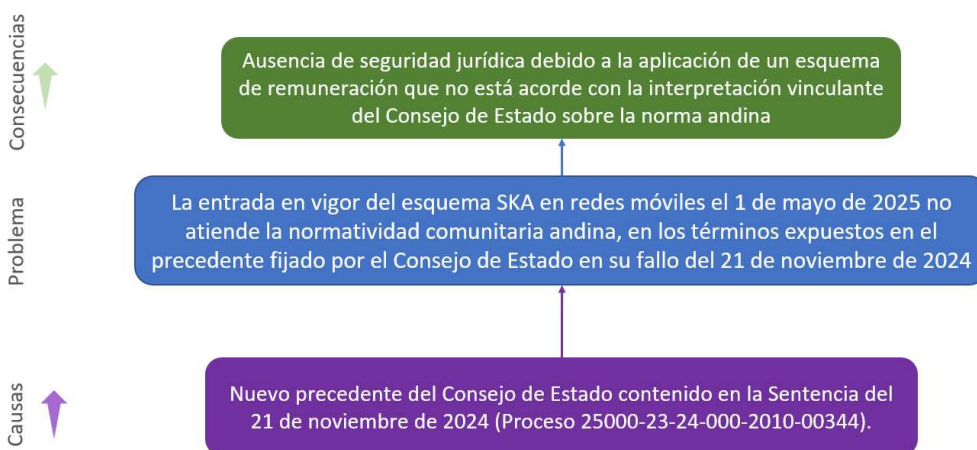 Consecuencias
Ausencia de seguridad jurídica debido a la aplicación de un esquema
de remuneración que no está acorde con la interpretación vinculante
del Consejo de Estado sobre la norma andina
Problema
La entrada en vigor del esquema SKA en redes móviles el 1 de mayo de 2025 no
atiende la normatividad comunitaria andina, en los términos expuestos en el
precedente fijado por el Consejo de Estado en su fallo del 21 de noviembre de 2024
Causas
Nuevo precedente del Consejo de Estado contenido en la Sentencia del
21 de noviembre de 2024 (Proceso 25000-23-24-000-2010-00344).